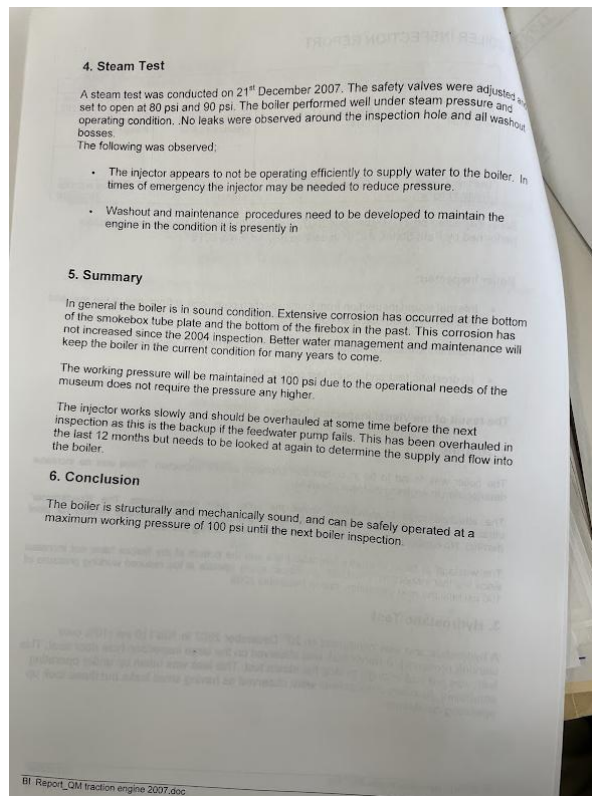 4. Steam Test
A steam test was conducted on 21st December 2007. The safety valves were adjusted
set to open at 80 psi and 90 psi. The boiler performed well under steam pressure and
operating condition. .No leaks were observed around the inspection hole and all washout
bosses.
The following was observed;
• The injector appears to not be operating efficiently to supply water to the boiler. In
times of emergency the injector may be needed to reduce pressure.
• Washout and maintenance procedures need to be developed to maintain the
engine in the condition it is presently in
5. Summary
In general the boiler is in sound condition. Extensive corrosion has occurred at the bottom
of the smokebox tube plate and the bottom of the firebox in the past. This corrosion has
not increased since the 2004 inspection. Better water management and maintenance will
keep the boiler in the current condition for many years to come.
The working pressure will be maintained at 100 psi due to the operational needs of the
museum does not require the pressure any higher.
The injector works slowly and should be overhauled at some time before the next
inspection as this is the backup if the feedwater pump fails. This has been overhauled in
the last 12 months but needs to be looked at again to determine the supply and flow into
the boiler.
6. Conclusion
The boiler is structurally and mechanically sound, and can be safely operated at a
maximum working pressure of 100 psi until the next boiler inspection.
BI Report_QM traction engine 2007.doc